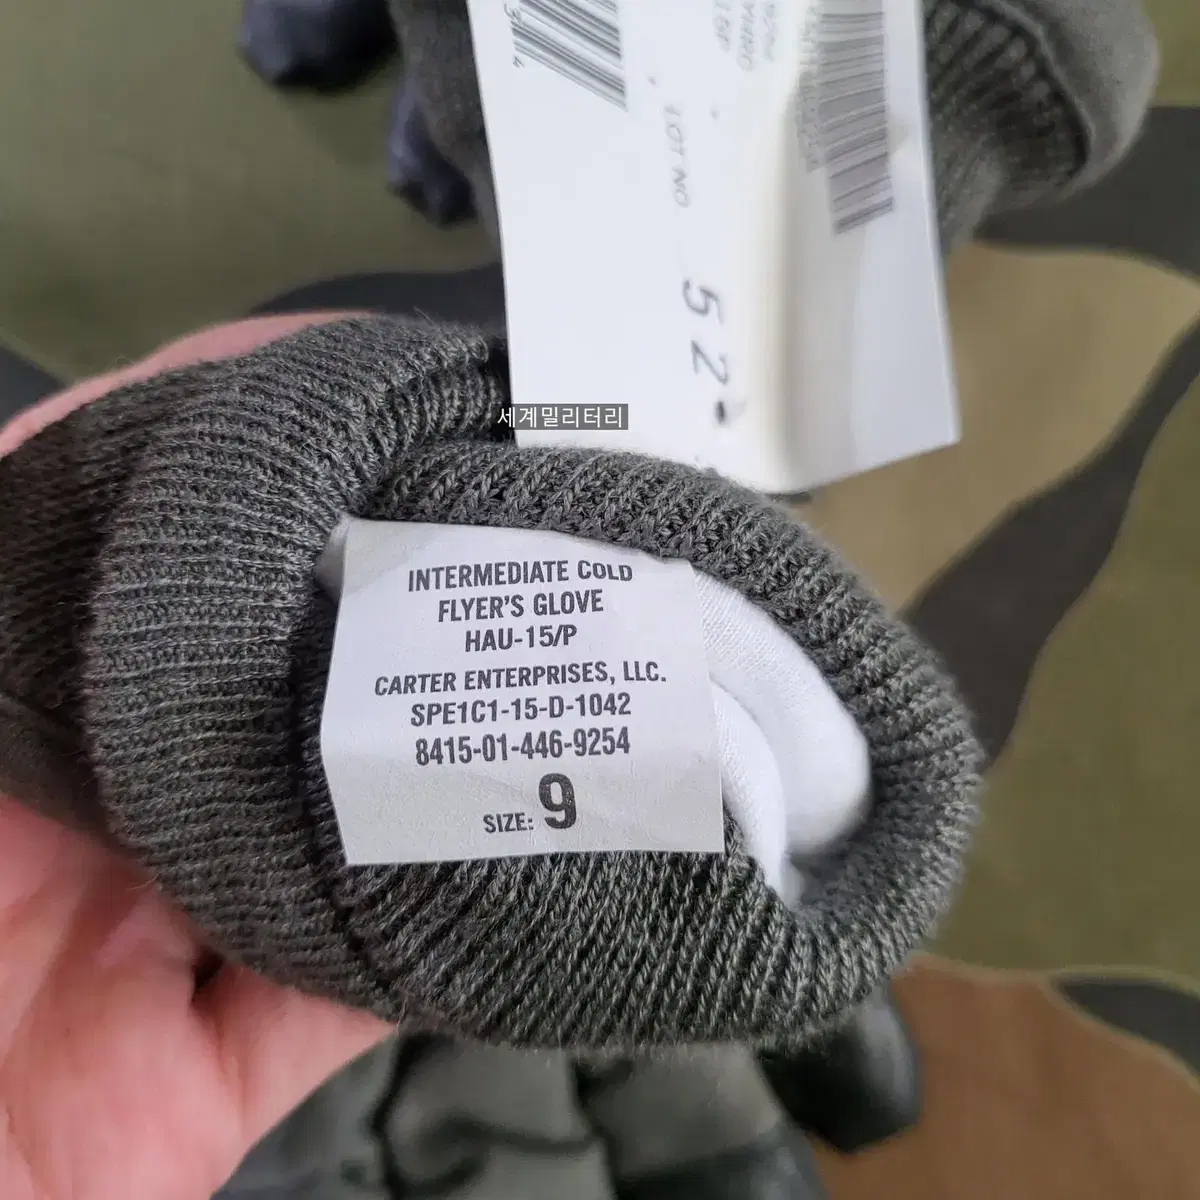 LOT NO
52
세계밀리터리
INTERMEDIATE COLD
FLYER'S GLOVE
HAU-15/P
CARTER ENTERPRISES, LLC.
SPE1C1-15-D-1042
8415-01-446-9254
SIZE: 9